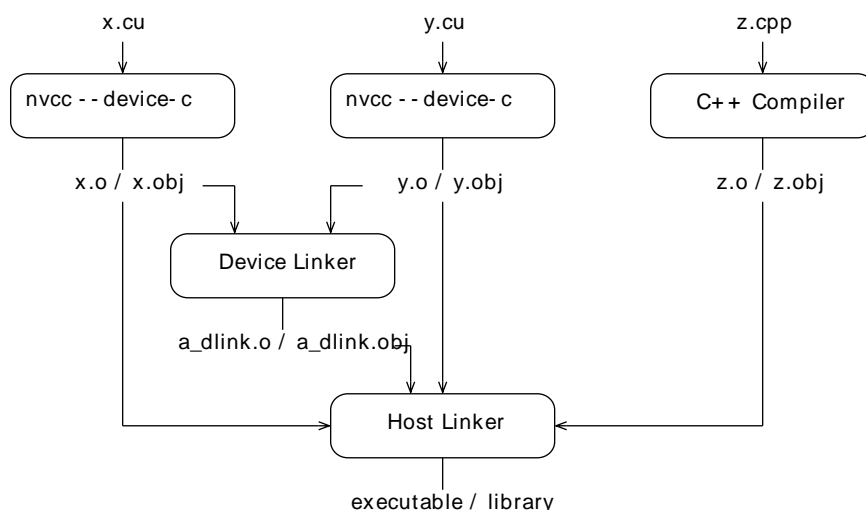 x.cu
y.cu
z.cpp
nvcc --device-c
nvcc --device-c
C++ Compiler
x.o / x.obj
y.o / y.obj
z.o / z.obj
Device Linker
a_dlink.o / a_dlink.obj
Host Linker
executable / library